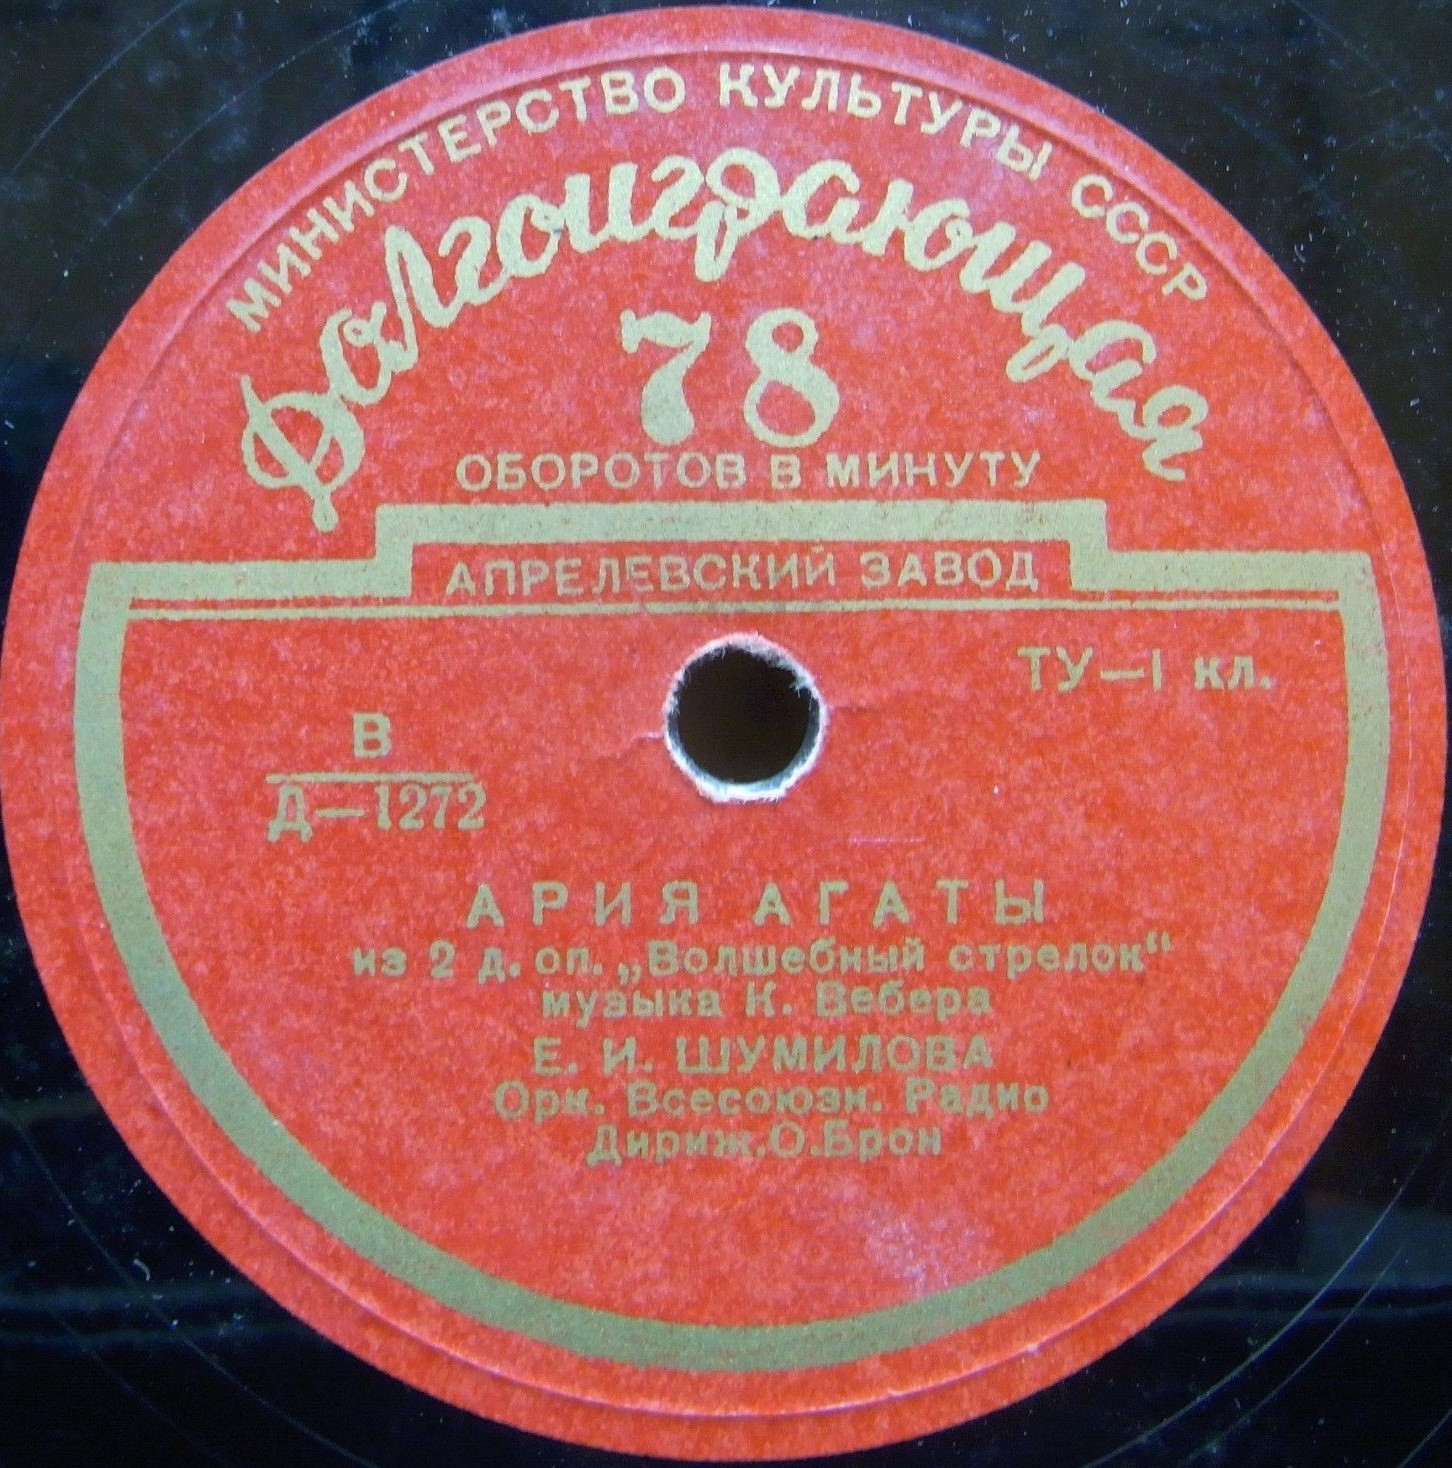 МИНИСТЕРСТВО КУЛЬТУРЫ СССР
Долгоиграющая
78
ОБОРОТОВ В МИНУТУ
АПРЕЛЕВСКИЙ ЗАВОД
ТУ—1 кл.
В
Д—1272
АРИЯ АГАТЫ
из 2 д. оп. „Волшебный стрелок“
музыка К. Вебера
Е. И. ШУМИЛОВА
Орк. Всесоюзн. Радио
Дириж.О.Брон